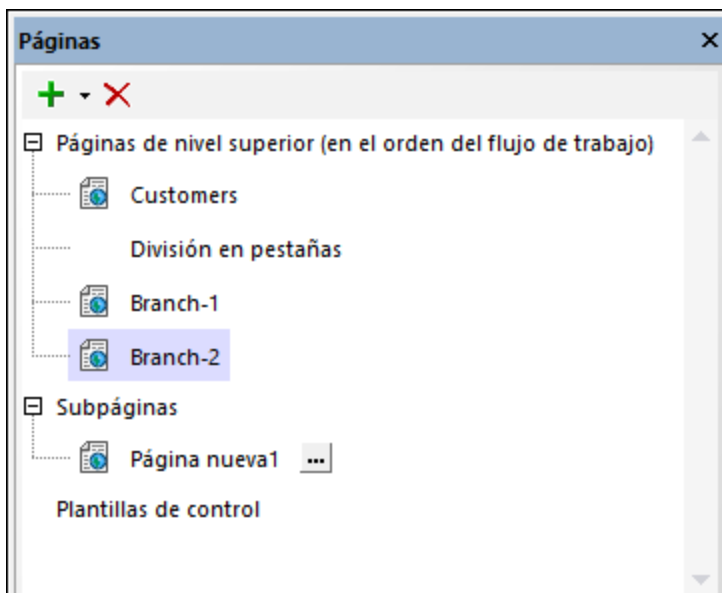 Páginas
Páginas de nivel superior (en el orden del flujo de trabajo)
Customers
División en pestañas
Branch-1
Branch-2
Subpáginas
Página nueva1 ...
Plantillas de control